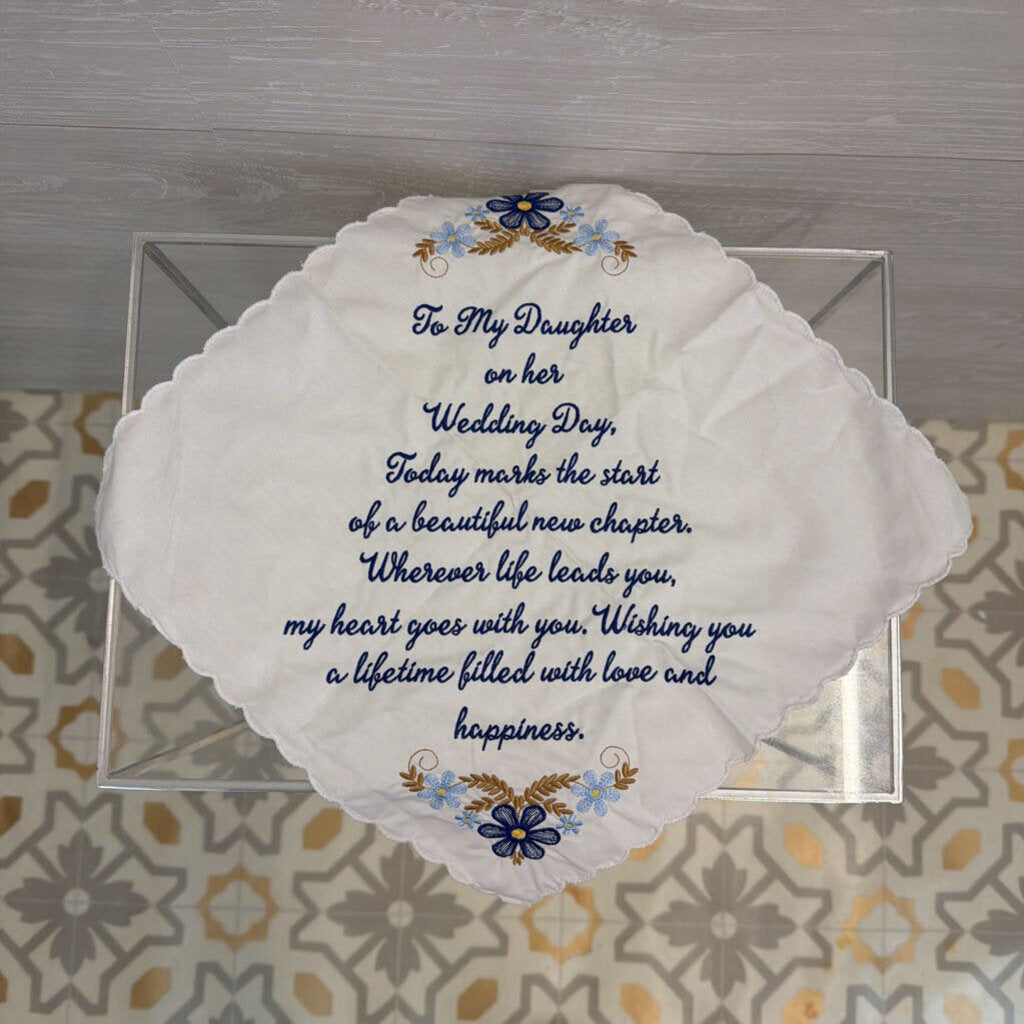 To My Daughter
on her
Wedding Day,
Today marks the start
of a beautiful new chapter.
Wherever life leads you,
my heart goes with you. Wishing you
a lifetime filled with love and
happiness.